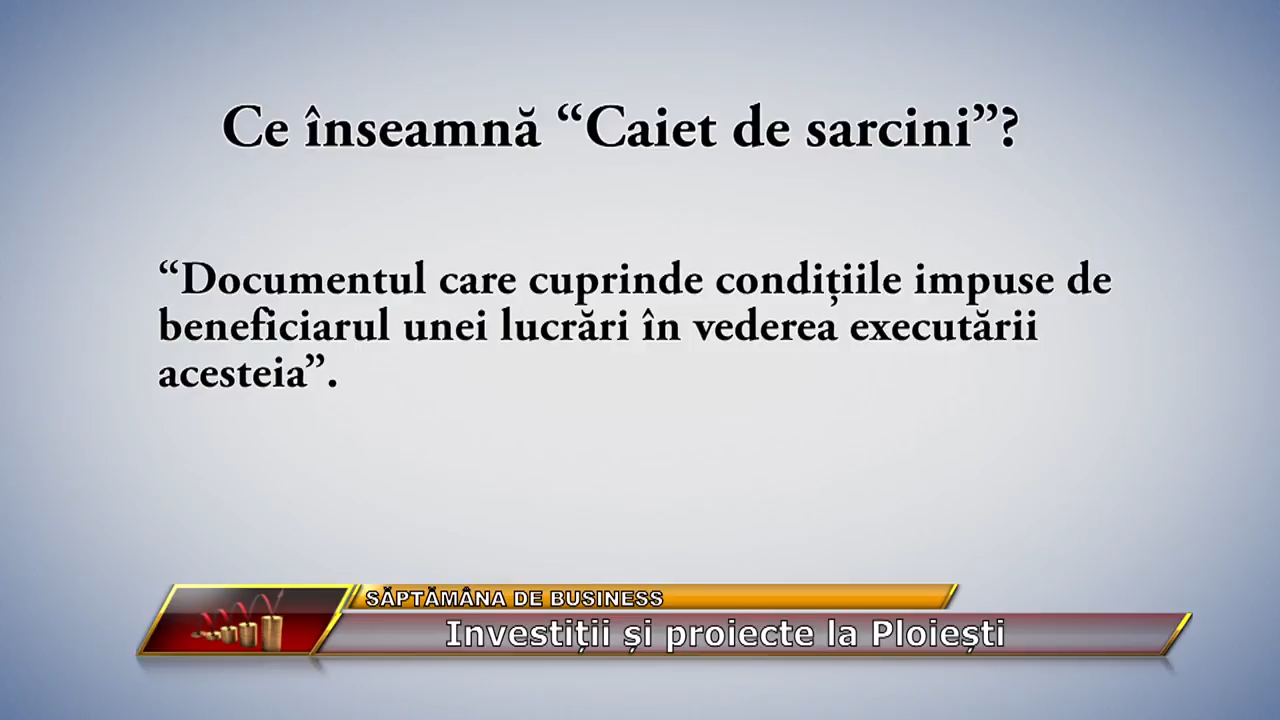 Ce înseamnă “Caiet de sarcini”?
“Documentul care cuprinde condițiile impuse de
beneficiarul unei lucrări în vederea executării
acesteia”.
SĂPTĂMÂNA DE BUSINESS
Investiții și proiecte la Ploiești